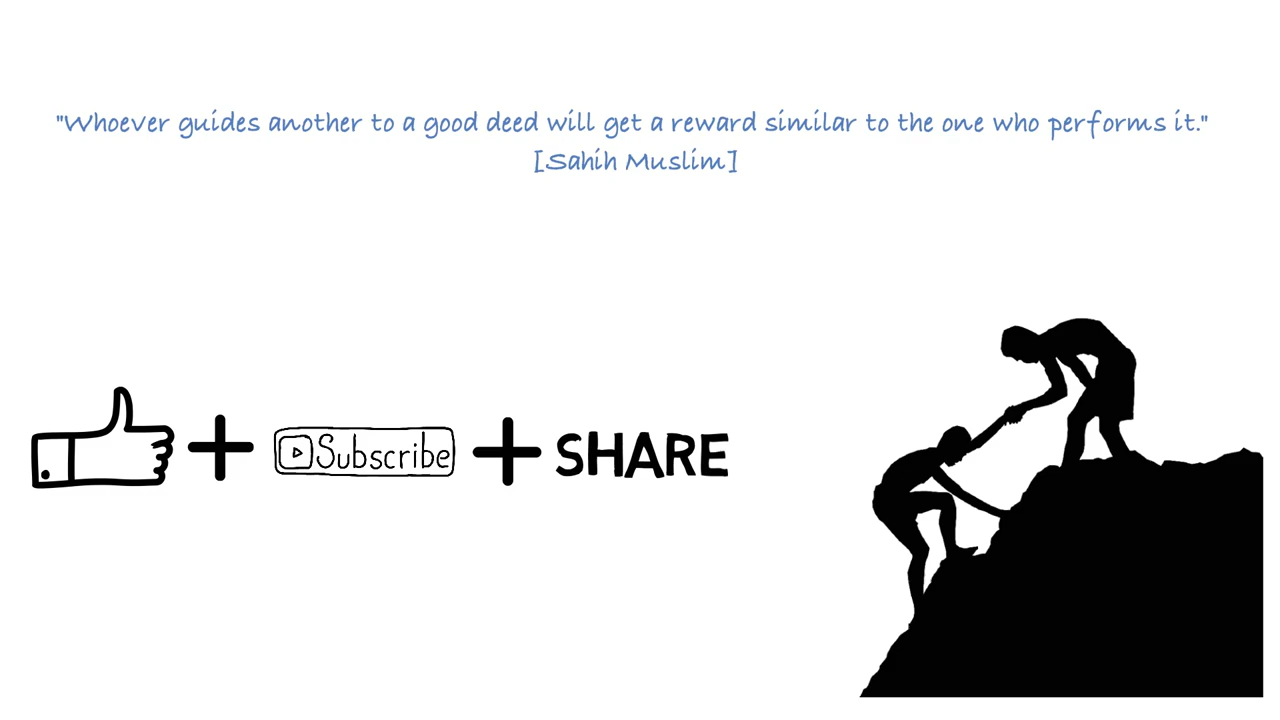 "Whoever guides another to a good deed will get a reward similar to the one who performs it."
[Sahih Muslim]
Subscribe
SHARE